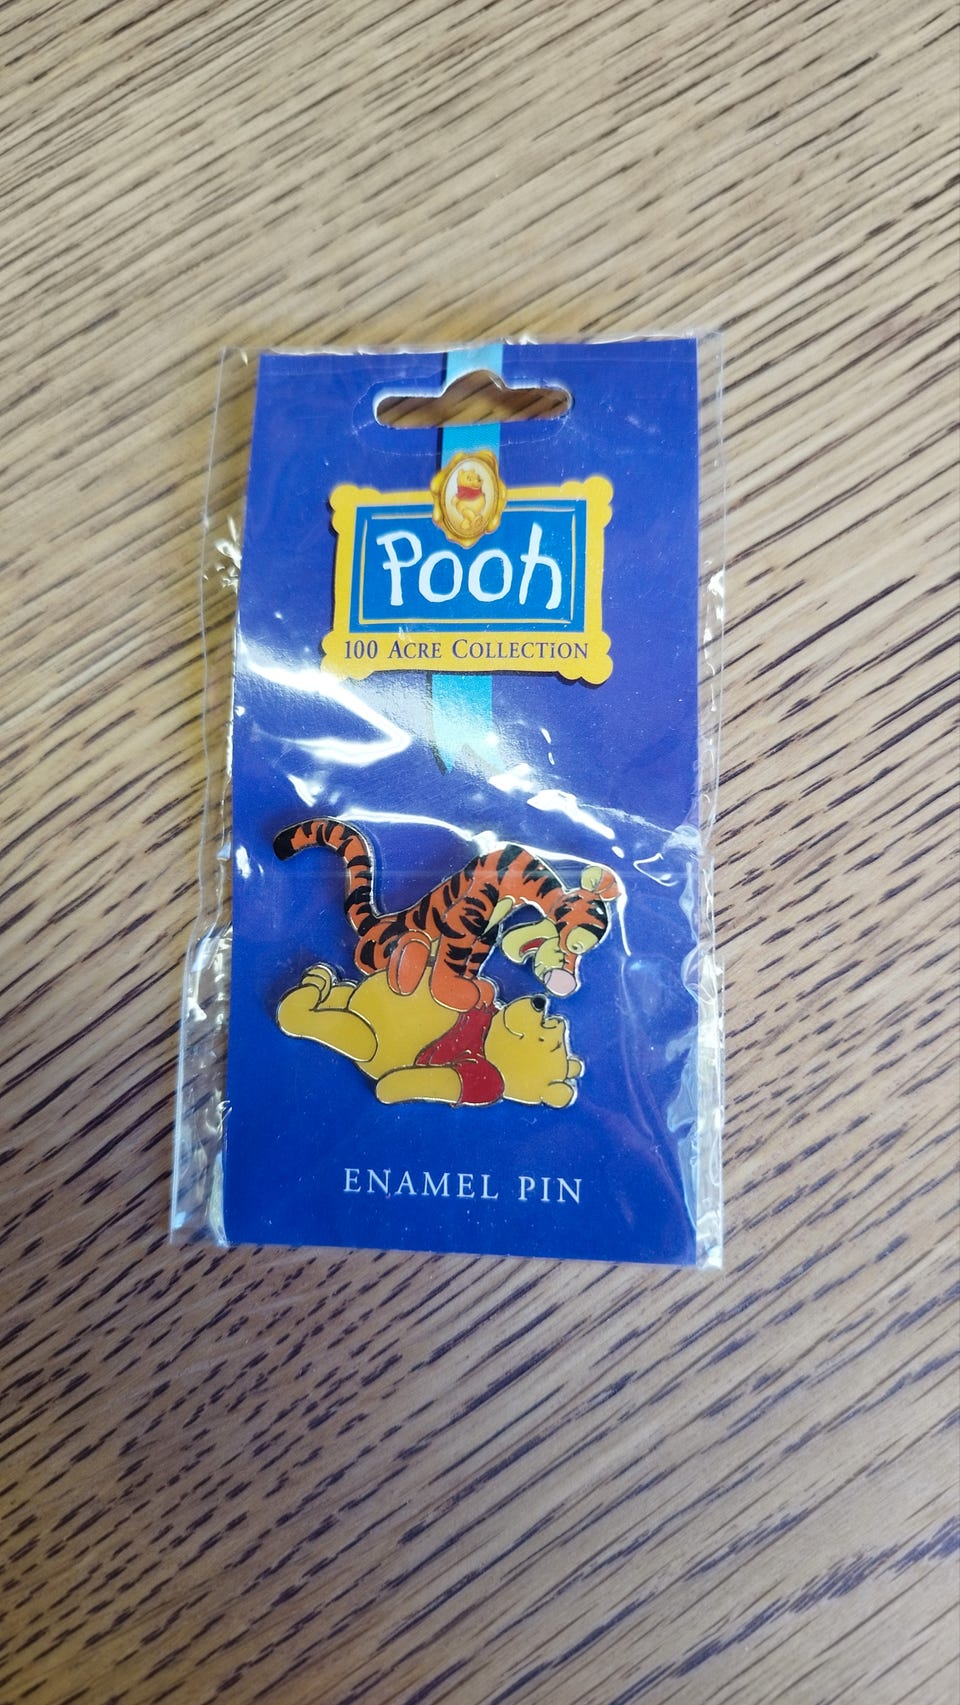 Pooh
100 ACRE COLLECTiON
ENAMEL PIN